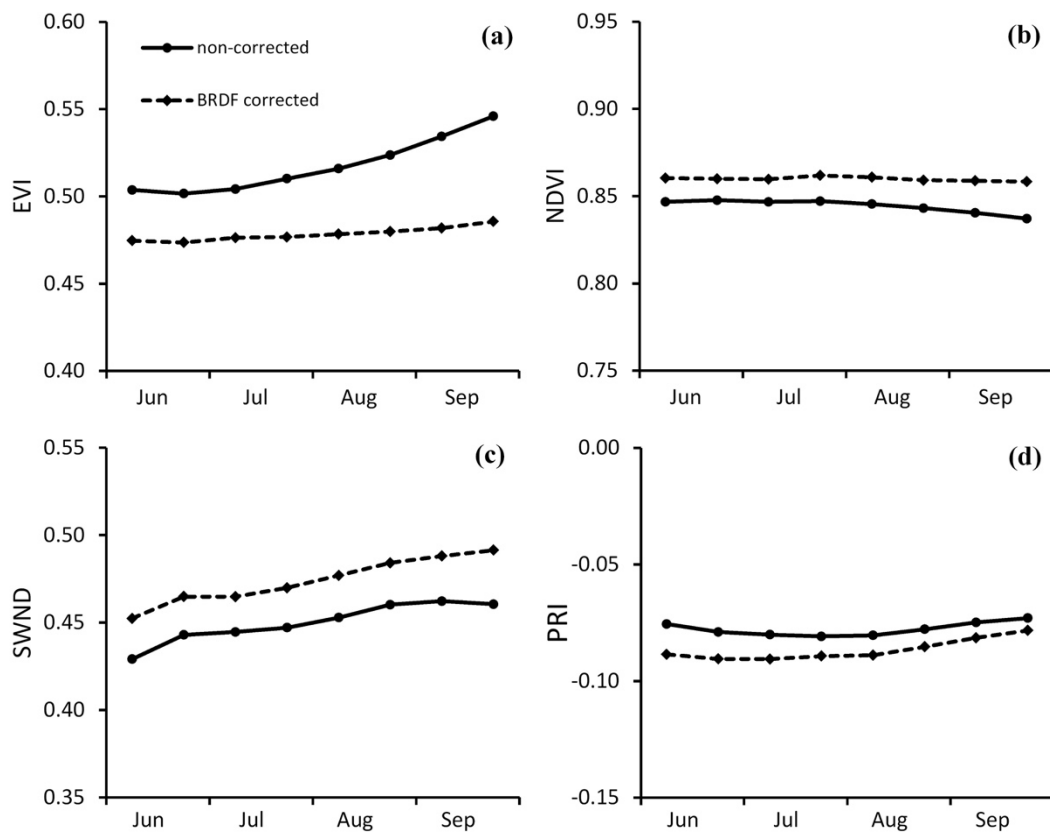 (a)
non-corrected
BRDF corrected
EVI
0.60
0.55
0.50
0.45
0.40
Jun Jul Aug Sep
(b)
NDVI
0.95
0.90
0.85
0.80
0.75
Jun Jul Aug Sep
(c)
SWND
0.55
0.50
0.45
0.40
0.35
Jun Jul Aug Sep
(d)
PRI
0.00
-0.05
-0.10
-0.15
Jun Jul Aug Sep